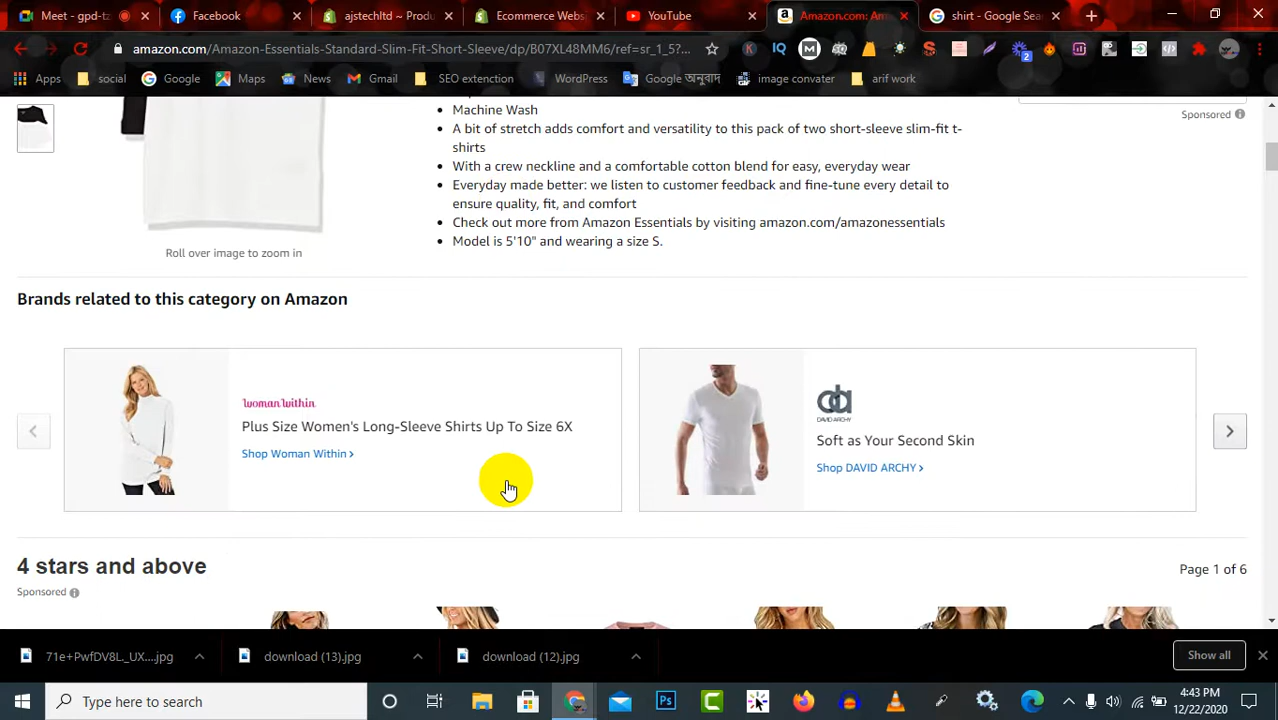 Meet - gpd-tz
Facebook
ajstechltd ~ Produ
Ecommerce Webs
YouTube
Amazon.com: Am
shirt - Google Sea
amazon.com/Amazon-Essentials-Standard-Slim-Fit-Short-Sleeve/dp/B07XL48MM6/ref=sr_1_5?...
Apps
social
Google
Maps
News
Gmail
SEO extenction
WordPress
Google অনুবাদ
image convater
arif work
Machine Wash
A bit of stretch adds comfort and versatility to this pack of two short-sleeve slim-fit t-
shirts
With a crew neckline and a comfortable cotton blend for easy, everyday wear
Everyday made better: we listen to customer feedback and fine-tune every detail to
ensure quality, fit, and comfort
Check out more from Amazon Essentials by visiting amazon.com/amazonessentials
Model is 5'10" and wearing a size S.
Sponsored
Roll over image to zoom in
Brands related to this category on Amazon
woman within
Plus Size Women's Long-Sleeve Shirts Up To Size 6X
Shop Woman Within ›
DAVID ARCHY
Soft as Your Second Skin
Shop DAVID ARCHY ›
4 stars and above
Page 1 of 6
Sponsored
71e+PwfDV8L._UX....jpg
download (13).jpg
download (12).jpg
Show all
Type here to search
4:43 PM
12/22/2020